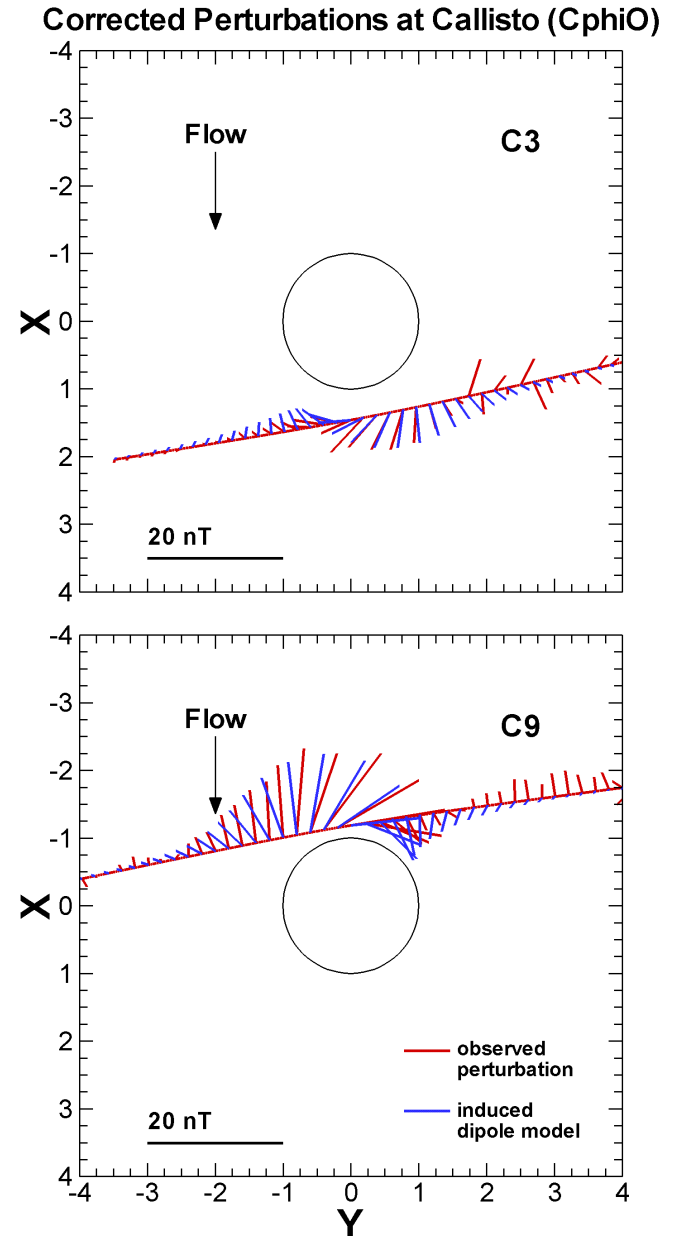 Corrected Perturbations at Callisto (CphiO)
-4
-3
-2
-1
0
1
2
3
4
X
Flow
C3
20 nT
-4
-3
-2
-1
0
1
2
3
4
X
Flow
C9
observed
perturbation
induced
dipole model
20 nT
-4 -3 -2 -1 0 1 2 3 4
Y